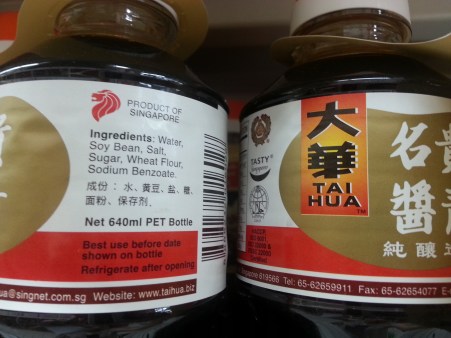 PRODUCT OF
SINGAPORE
Ingredients: Water,
Soy Bean, Salt,
Sugar, Wheat Flour,
Sodium Benzoate.
成份：水、黄豆、盐、糖、
面粉、保存剂.
Net 640ml PET Bottle
Best use before date
shown on bottle
Refrigerate after opening
ua@singnet.com.sg Website: www.taihua.biz
TASTY
大
華
TAI
HUA
TM
名
醬
貴
純釀
Tel: 65-62659911 Fax: 65-62654077 E-